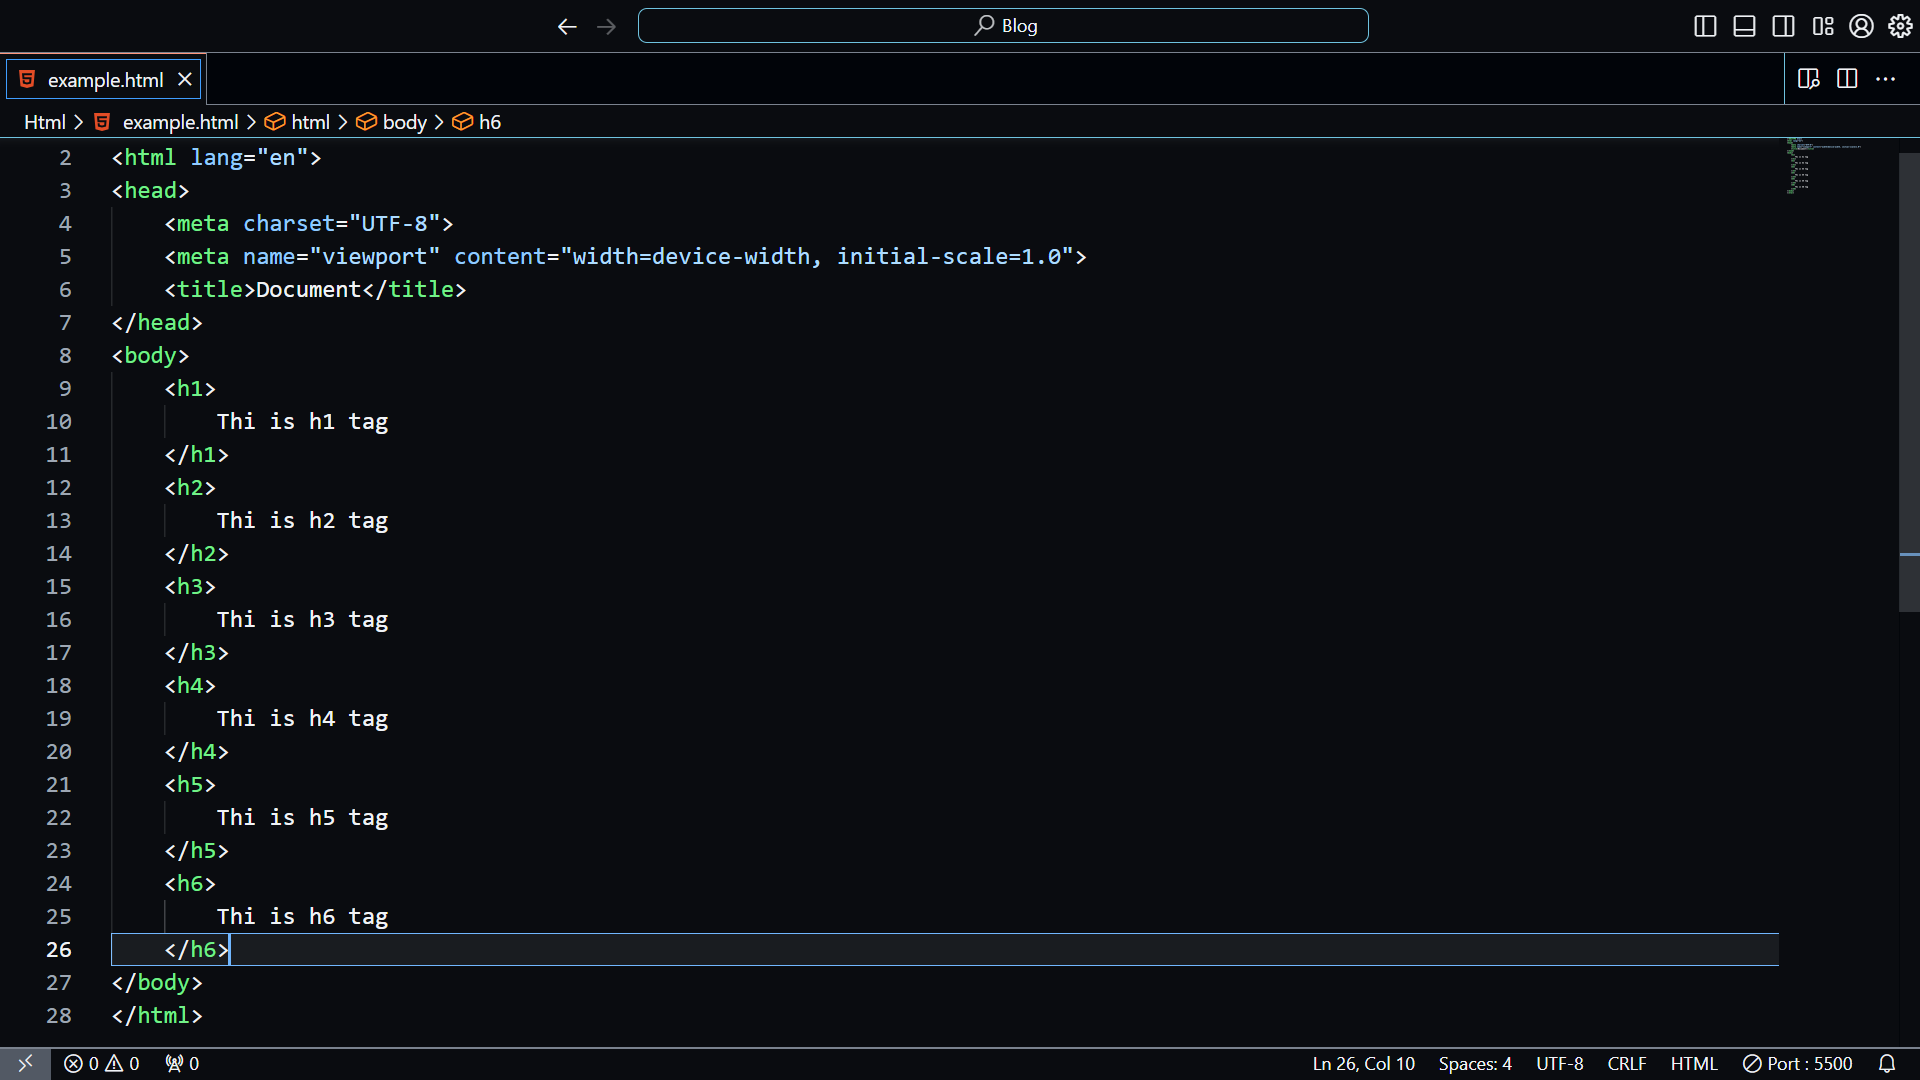 Blog
example.html
Html > example.html > html > body > h6
2 <html lang="en">
3 <head>
4     <meta charset="UTF-8">
5     <meta name="viewport" content="width=device-width, initial-scale=1.0">
6     <title>Document</title>
7 </head>
8 <body>
9     <h1>
10         Thi is h1 tag
11     </h1>
12     <h2>
13         Thi is h2 tag
14     </h2>
15     <h3>
16         Thi is h3 tag
17     </h3>
18     <h4>
19         Thi is h4 tag
20     </h4>
21     <h5>
22         Thi is h5 tag
23     </h5>
24     <h6>
25         Thi is h6 tag
26     </h6>
27 </body>
28 </html>
0 0 0 Ln 26, Col 10 Spaces: 4 UTF-8 CRLF HTML Port : 5500